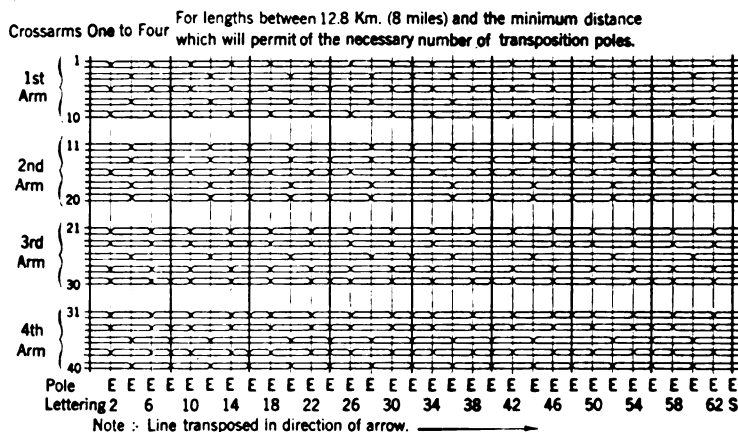 Crossarms One to Four
For lengths between 12.8 Km. (8 miles) and the minimum distance
which will permit of the necessary number of transposition poles.
1
1st
Arm
10
11
2nd
Arm
20
21
3rd
Arm
30
31
4th
Arm
40
Pole E E E E E E E E E E E E E E E E E E E E E E E E E E E E E E E E
Lettering 2 6 10 14 18 22 26 30 34 38 42 46 50 54 58 62 S
Note :- Line transposed in direction of arrow.